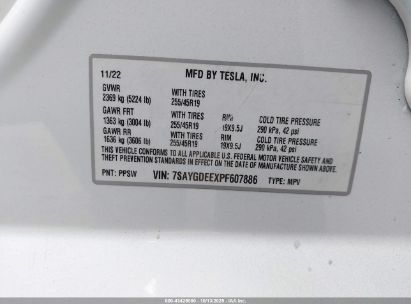 11/22 MFD BY TESLA, INC.
GVWR WITH TIRES
2369 kg (5224 lb) 255/45R19
GAWR FRT WITH TIRES RIM COLD TIRE PRESSURE
1363 kg (3004 lb) 255/45R19 19X9.5J 290 kPa, 42 psi
GAWR RR WITH TIRES RIM COLD TIRE PRESSURE
1636 kg (3606 lb) 255/45R19 19X9.5J 290 kPa, 42 psi
THIS VEHICLE CONFORMS TO ALL APPLICABLE U.S. FEDERAL MOTOR VEHICLE
SAFETY AND THEFT PREVENTION STANDARDS IN EFFECT ON THE DATE OF MANUFACTURE SHOWN ABOVE.
PNT: PPSW VIN: 7SAYGDEEXPF607886 TYPE: MPV